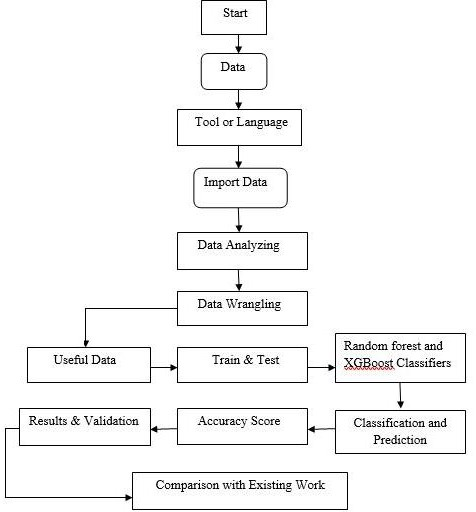 Start
Data
Tool or Language
Import Data
Data Analyzing
Data Wrangling
Useful Data
Train & Test
Random forest and
XGBoost Classifiers
Results & Validation
Accuracy Score
Classification and
Prediction
Comparison with Existing Work